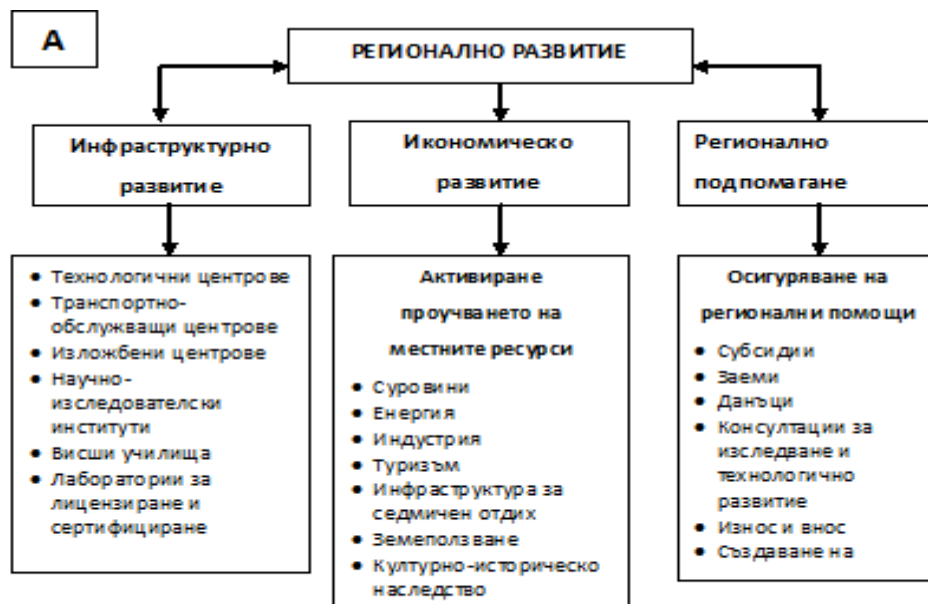 А
РЕГИОНАЛНО РАЗВИТИЕ
Инфраструктурно
развитие
Икономическо
развитие
Регионално
подпомагане
● Технологични центрове
● Транспортно-
обслужващи центрове
● Изложбени центрове
● Научно-
изследователски
институти
● Висши училища
● Лаборатории за
лицензиране и
сертифициране
Активиране
проучването на
местните ресурси
● Суровини
● Енергия
● Индустрия
● Туризъм
● Инфраструктура за
седмичен отдих
● Земеползване
● Културно-историческо
наследство
Осигуряване на
регионални помощи
● Субсидии
● Заеми
● Данъци
● Консултации за
изследване и
технологично
развитие
● Износ и внос
● Създаване на